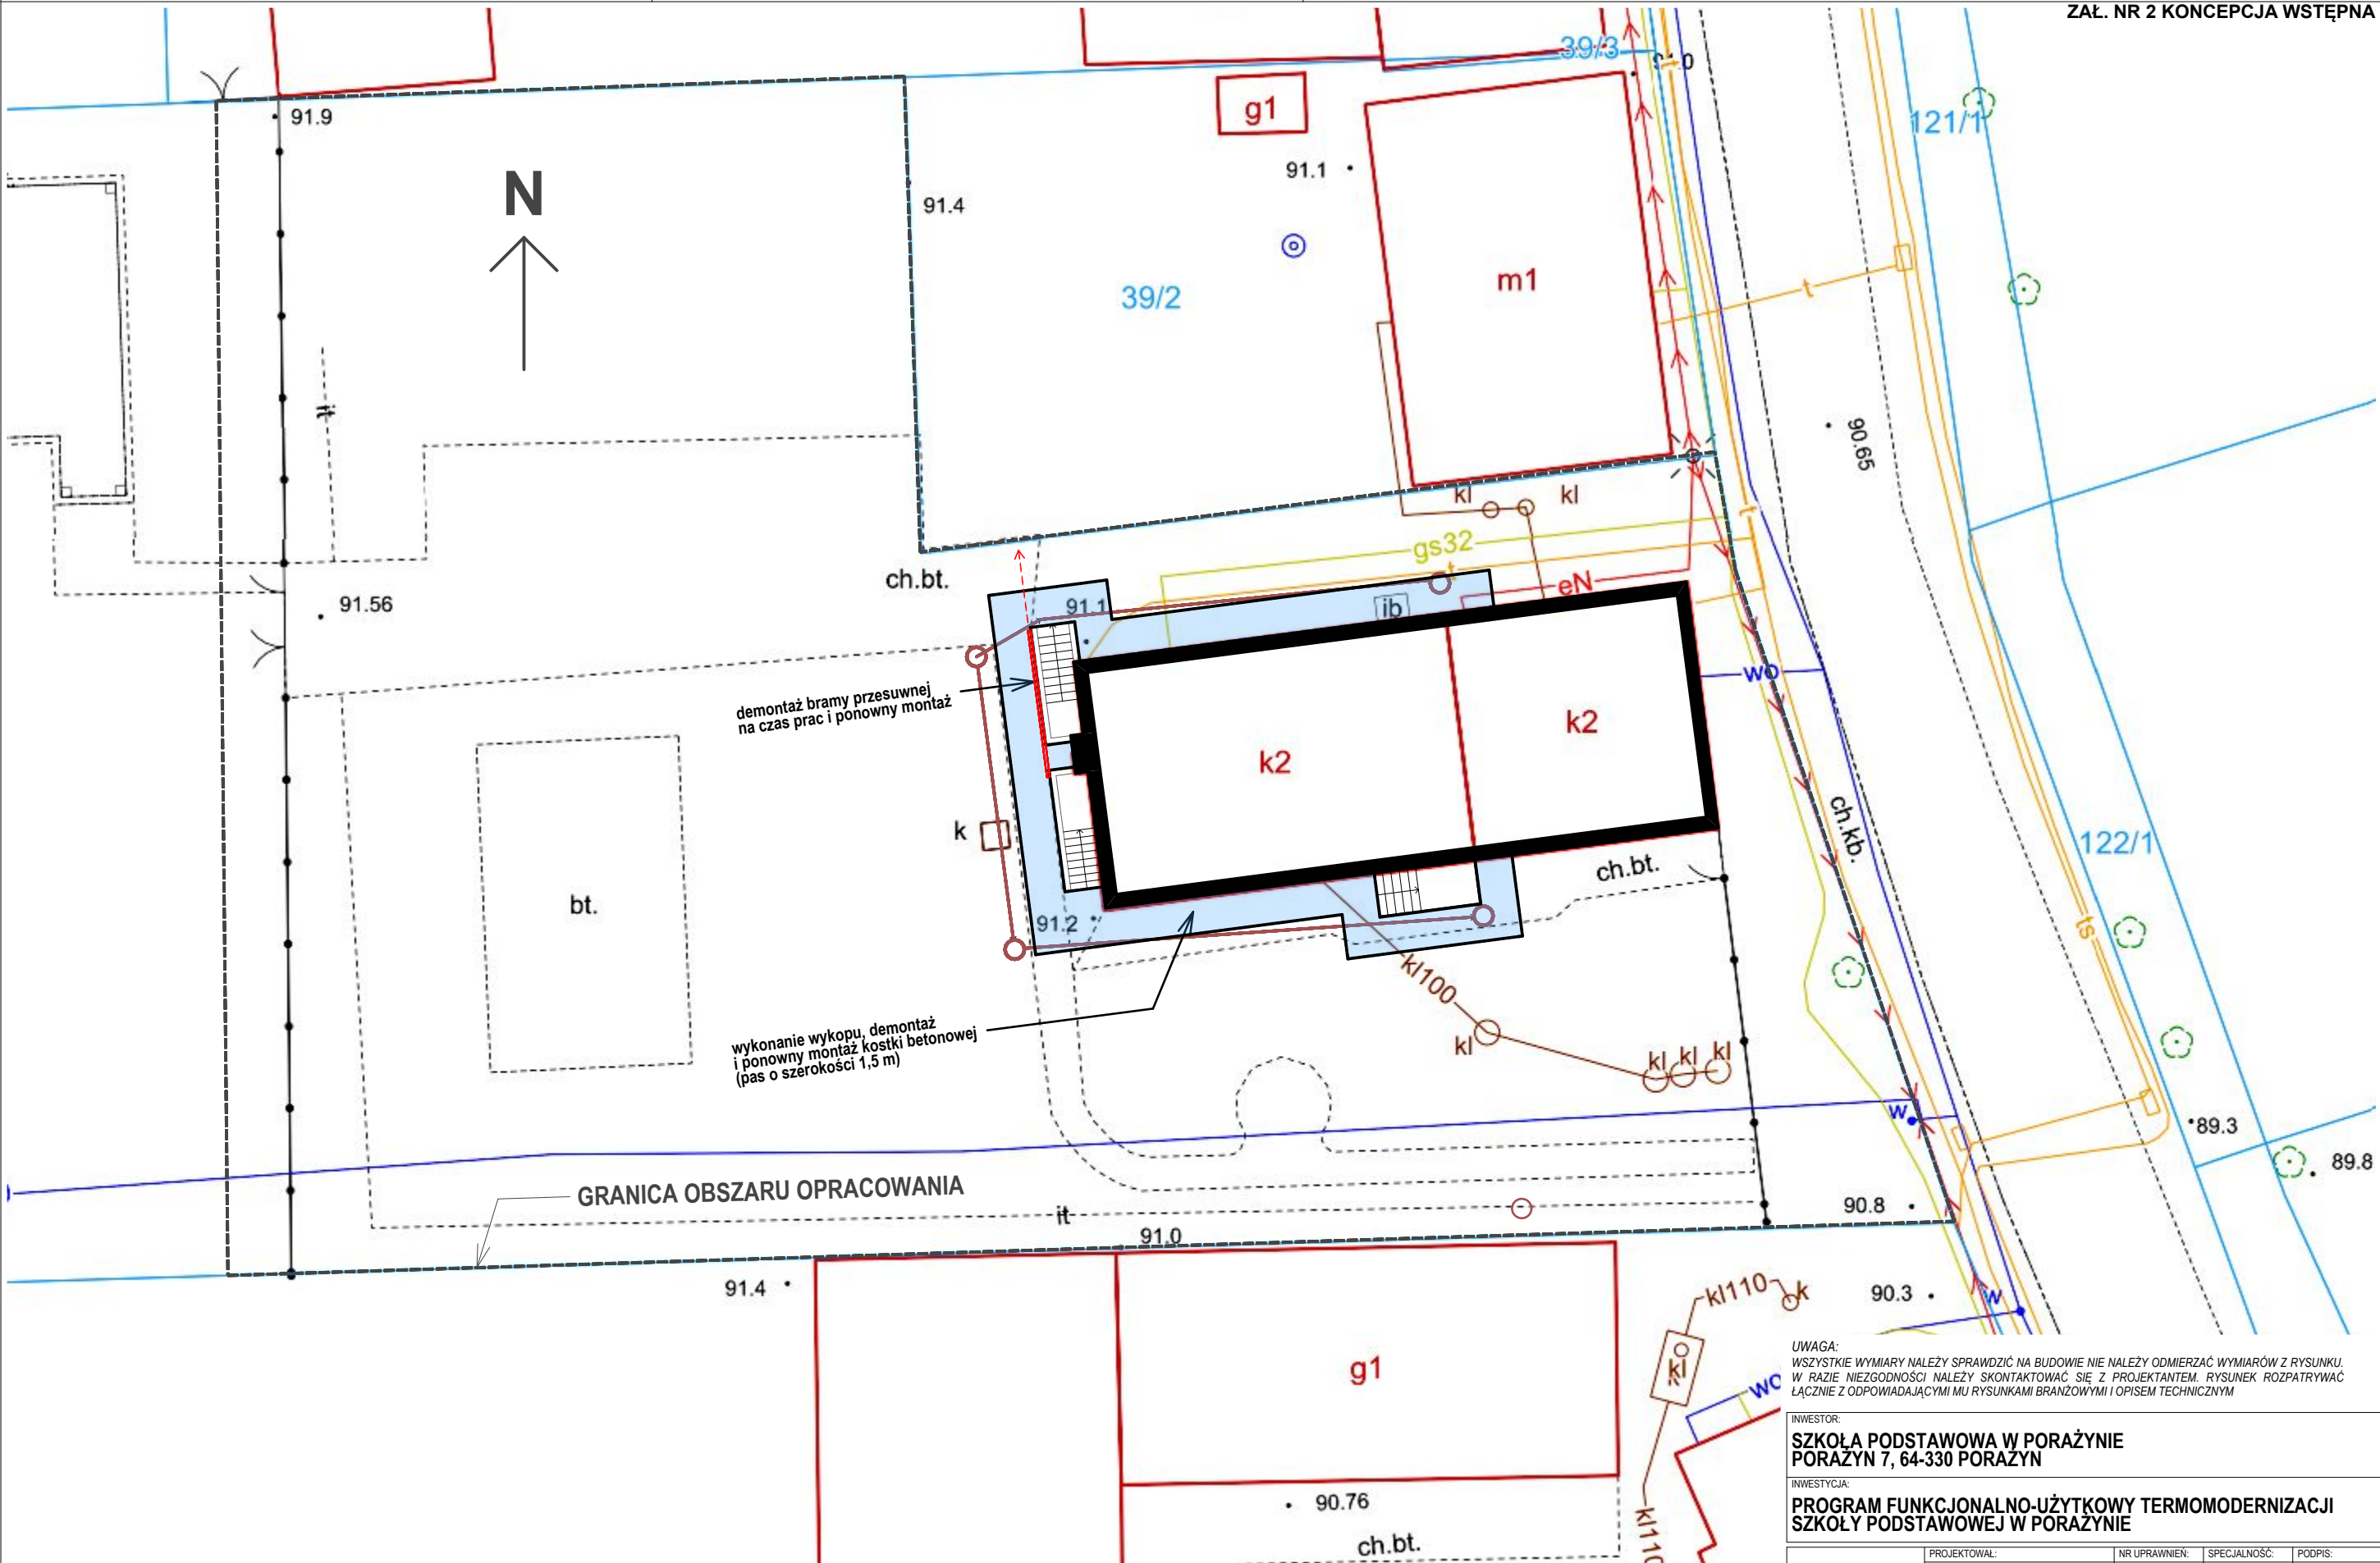 ZAŁ. NR 2 KONCEPCJA WSTĘPNA
39/3
91.9
g1
121/1
N
91.1
91.4
39/2
m1
t
t
it
90.65
kl
kl
t
gs32
ch.bt.
t
eN
91.56
91.1
ib
wo
demontaż bramy przesuwnej
na czas prac i ponowny montaż
k2
k2
ch.kb.
k
122/1
ch.bt.
bt.
91.2
ts
kl100
wykonanie wykopu, demontaż
i ponowny montaż kostki betonowej
(pas o szerokości 1,5 m)
kl
kl
kl
kl
w
89.3
89.8
GRANICA OBSZARU OPRACOWANIA
it
90.8
91.0
91.4
kl110
k
90.3
w
kl
g1
wo
UWAGA:
WSZYSTKIE WYMIARY NALEŻY SPRAWDZIĆ NA BUDOWIE NIE NALEŻY ODMIERZAĆ WYMIARÓW Z RYSUNKU.
W RAZIE NIEZGODNOŚCI NALEŻY SKONTAKTOWAĆ SIĘ Z PROJEKTANTEM. RYSUNEK ROZPATRYWAĆ
ŁĄCZNIE Z ODPOWIADAJĄCYMI MU RYSUNKAMI BRANŻOWYMI I OPISEM TECHNICZNYM
INWESTOR:
SZKOŁA PODSTAWOWA W PORAŻYNIE
PORAŻYN 7, 64-330 PORAŻYN
INWESTYCJA:
PROGRAM FUNKCJONALNO-UŻYTKOWY TERMOMODERNIZACJI
SZKOŁY PODSTAWOWEJ W PORAŻYNIE
90.76
kl110
ch.bt.
PROJEKTOWAŁ: NR UPRAWNIEŃ: SPECJALNOŚĆ: PODPIS: